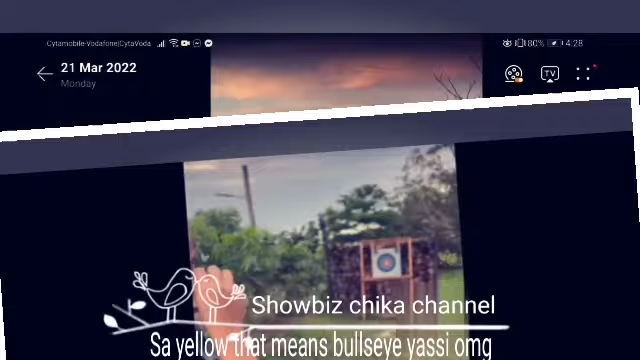 Cytamobile-Vodafone|CytaVoda
80%
4:28
21 Mar 2022
Monday
TV
Showbiz chika channel
Sa yellow that means bullseye yassi omg